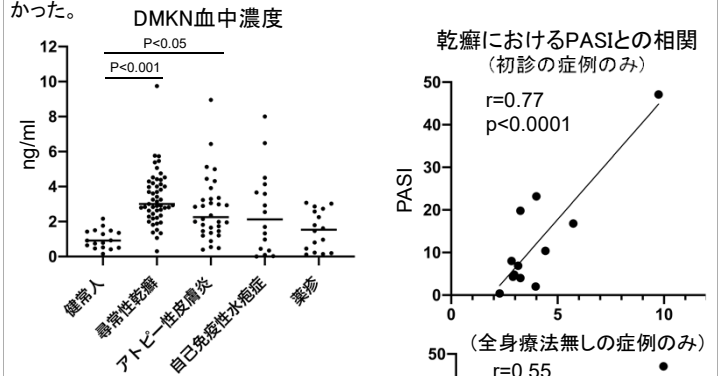 かった。
DMKN血中濃度
P<0.05
P<0.001
ng/ml
12
10
8
6
4
2
0
健常人
尋常性乾癬
アトピー性皮膚炎
自己免疫性水疱症
薬疹
乾癬におけるPASIとの相関
(初診の症例のみ)
r=0.77
p<0.0001
PASI
50
40
30
20
10
0
0
5
10
(全身療法無しの症例のみ)
50
r=0.55